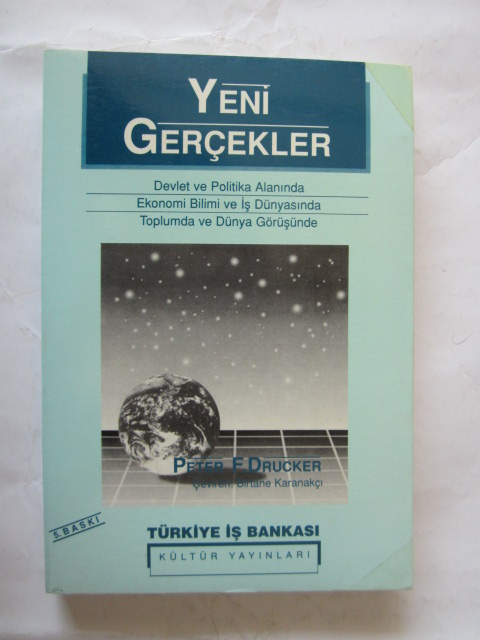 YENİ
GERÇEKLER
Devlet ve Politika Alanında
Ekonomi Bilimi ve İş Dünyasında
Toplumda ve Dünya Görüşünde
PETER F. DRUCKER
Çeviren: Birtane Karanakçı
5. BASKI
TÜRKİYE İŞ BANKASI
KÜLTÜR YAYINLARI